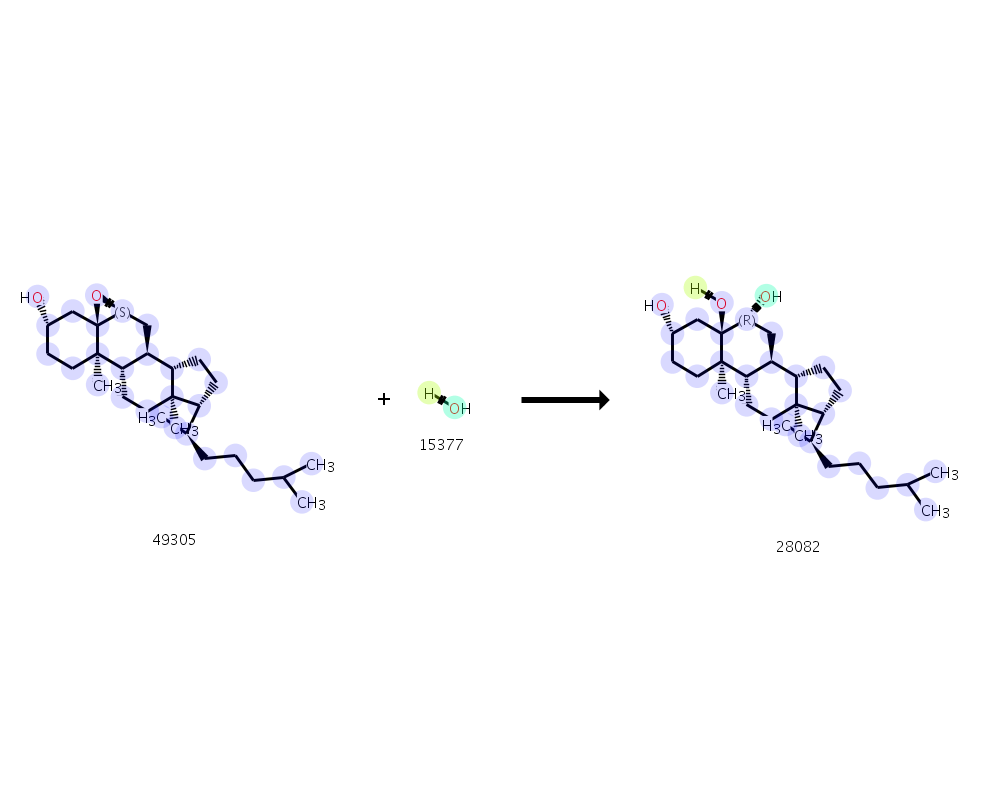 HO O (S)
CH3
H3C
CH3
CH3
CH3
49305
+
H
OH
15377
H O OH
HO (R)
CH3
H3C
CH3
CH3
CH3
28082